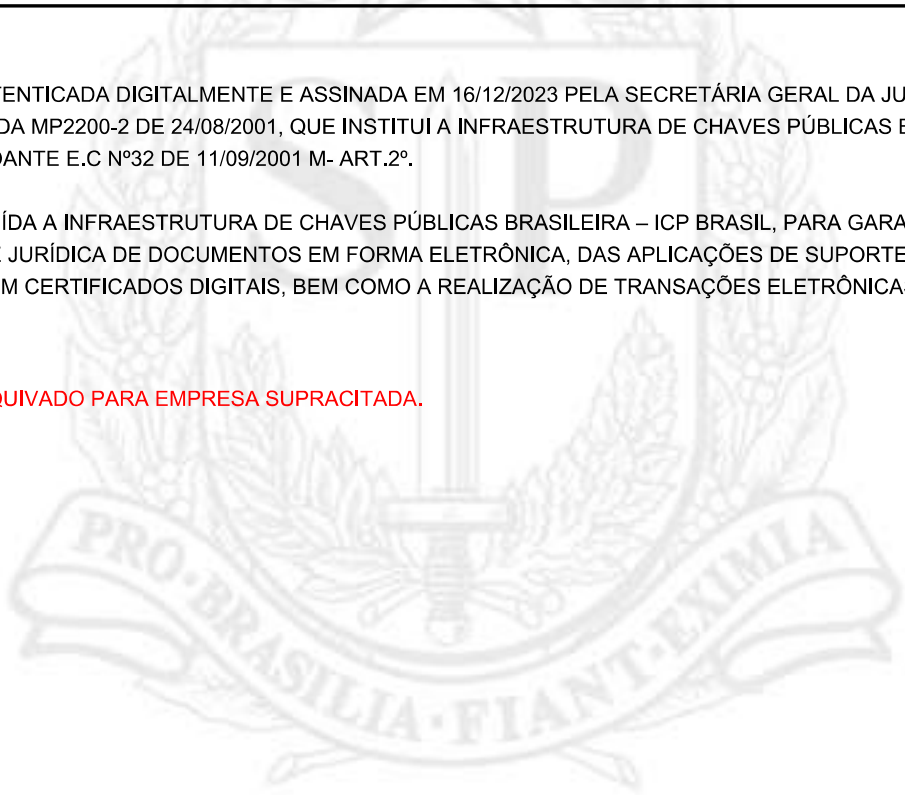 TENTICADA DIGITALMENTE E ASSINADA EM 16/12/2023 PELA SECRETÁRIA GERAL DA JU
DA MP2200-2 DE 24/08/2001, QUE INSTITUI A INFRAESTRUTURA DE CHAVES PÚBLICAS B
DANTE E.C Nº32 DE 11/09/2001 M- ART.2º.
ÍDA A INFRAESTRUTURA DE CHAVES PÚBLICAS BRASILEIRA – ICP BRASIL, PARA GARA
E JURÍDICA DE DOCUMENTOS EM FORMA ELETRÔNICA, DAS APLICAÇÕES DE SUPORTE
M CERTIFICADOS DIGITAIS, BEM COMO A REALIZAÇÃO DE TRANSAÇÕES ELETRÔNICAS
QUIVADO PARA EMPRESA SUPRACITADA.
SP
PRO·BRASILIA·FIANT·EXIMIA